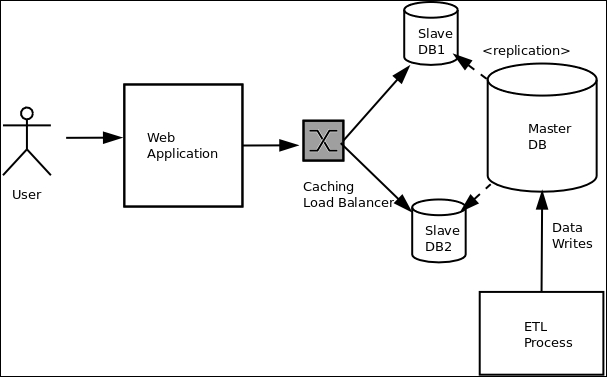 Slave
DB1
<replication>
Master
DB
Web
Application
User
Caching
Load Balancer
Slave
DB2
Data
Writes
ETL
Process